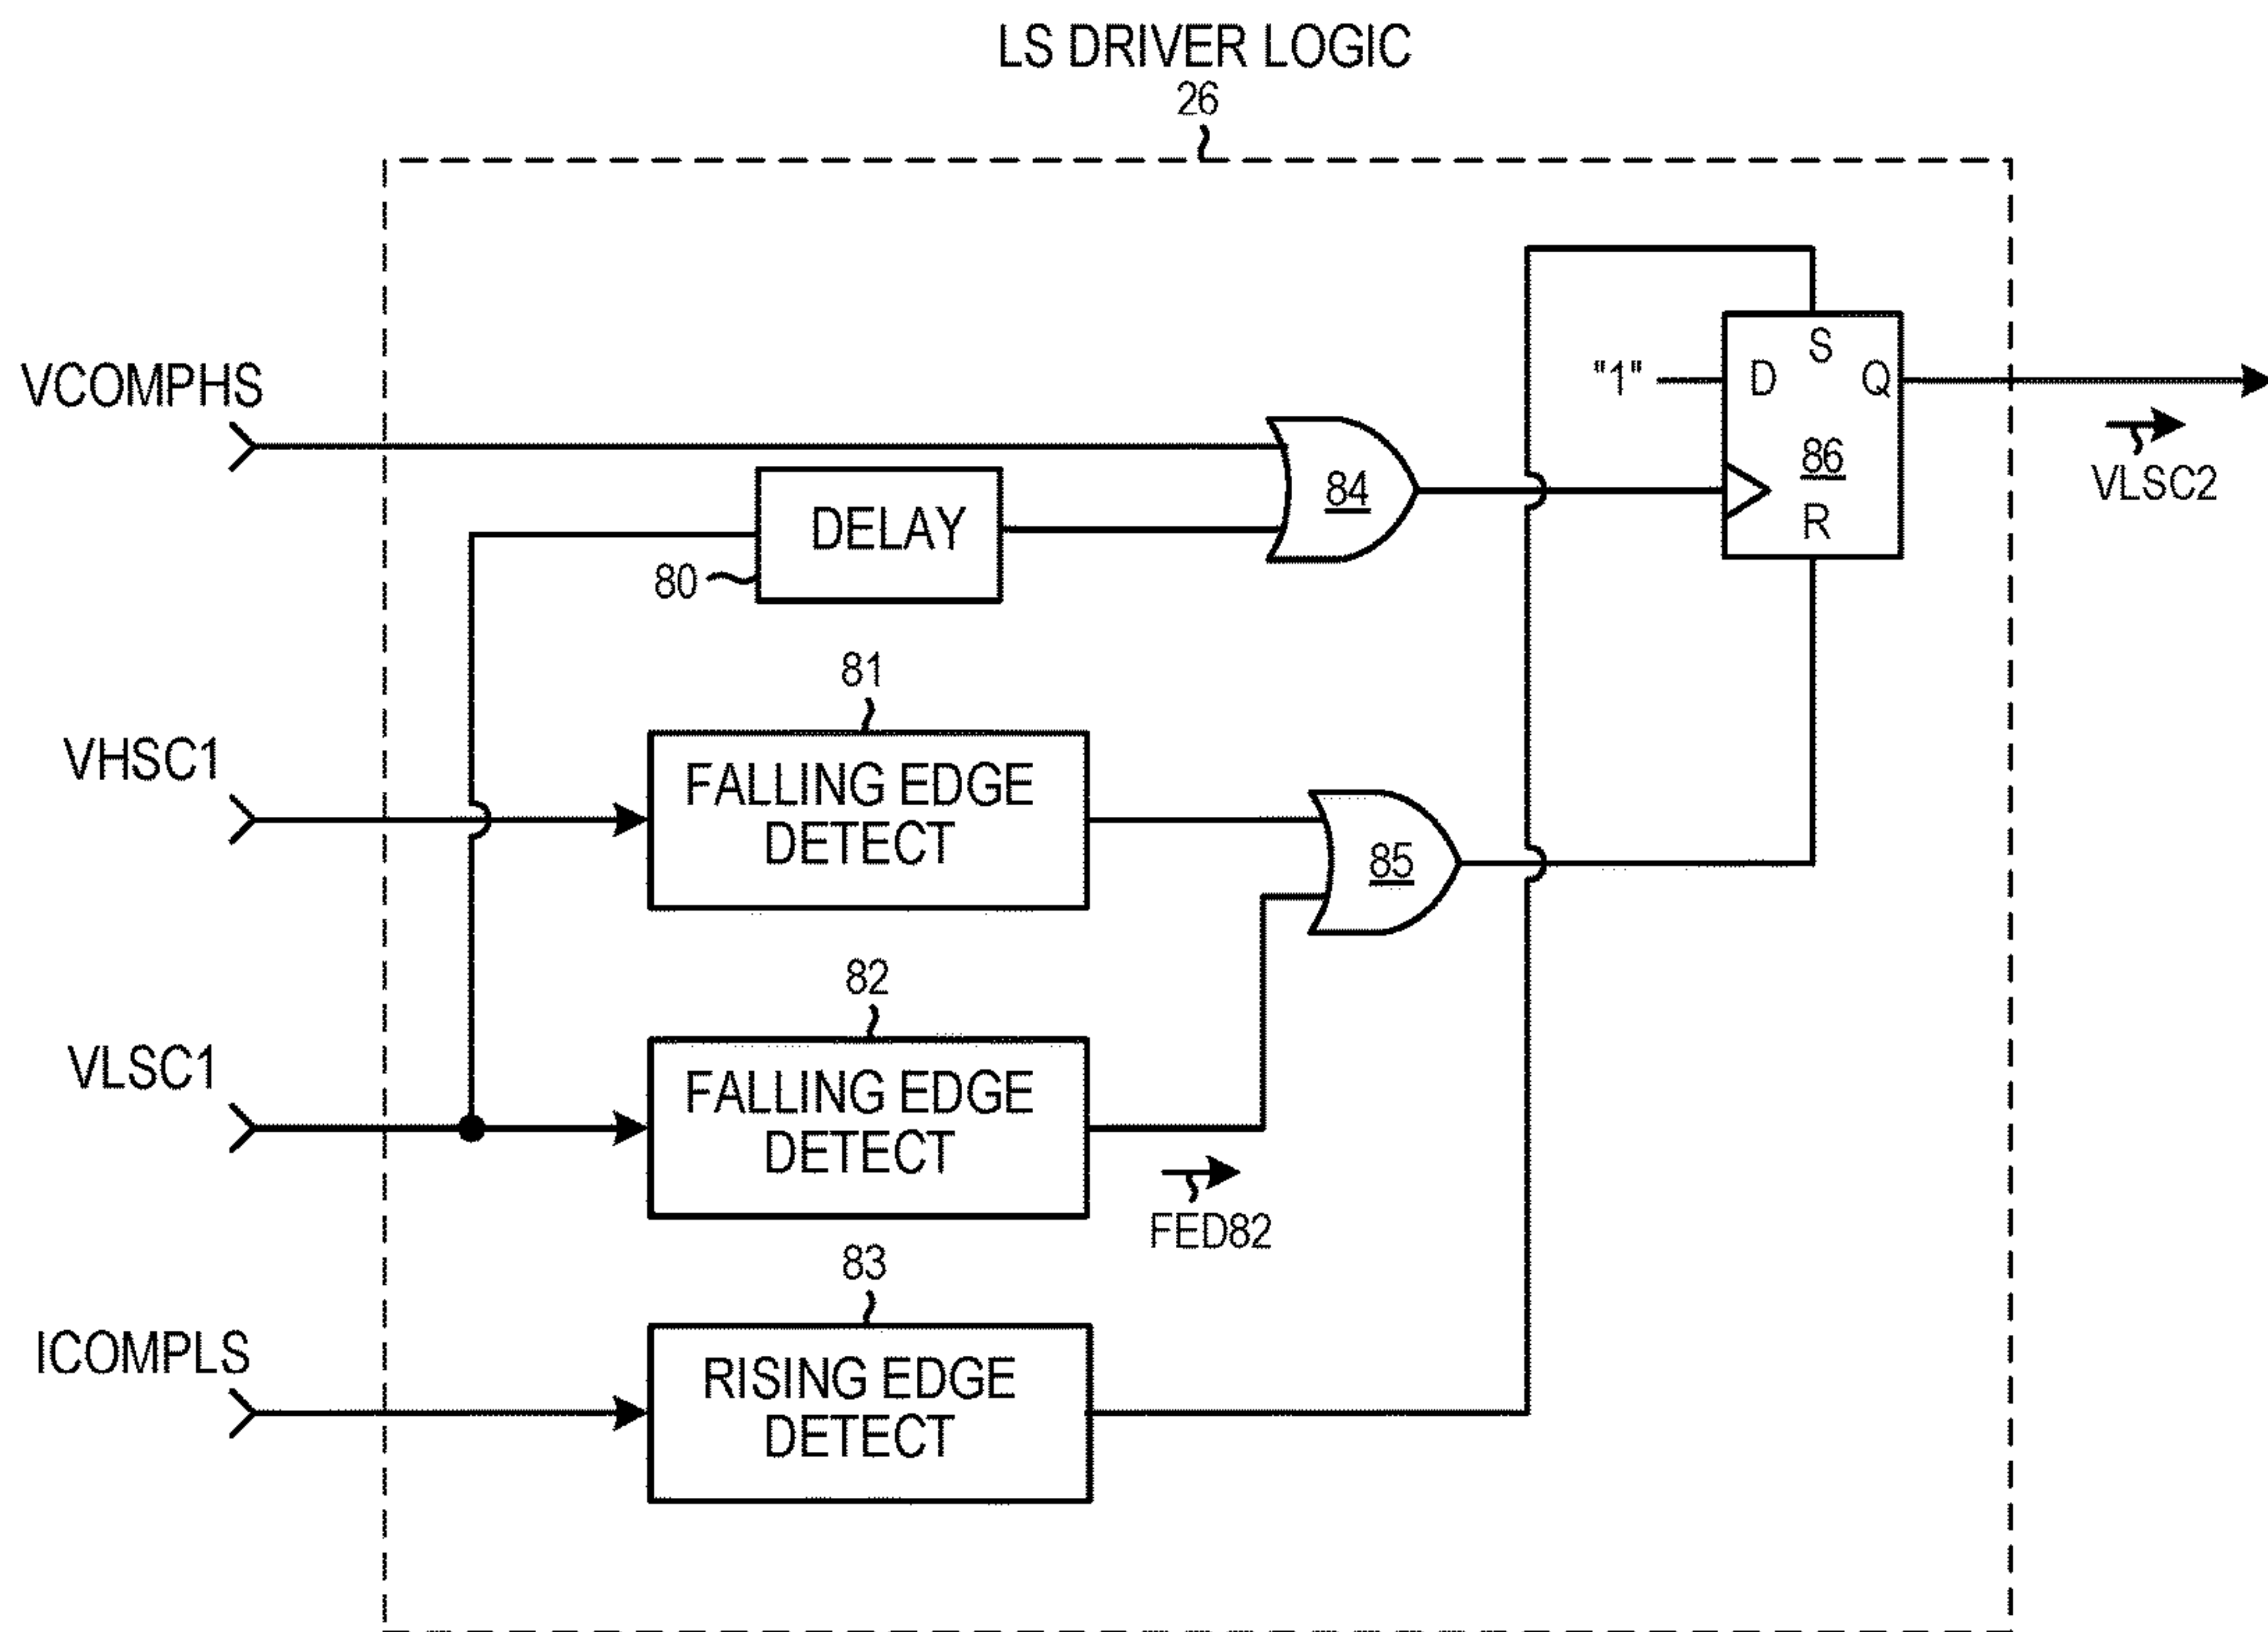 LS DRIVER LOGIC
26
VCOMPHS
DELAY
80
84
"1"
D
S
Q
86
R
VLSC2
81
VHSC1
FALLING EDGE
DETECT
85
82
VLSC1
FALLING EDGE
DETECT
FED82
83
ICOMPLS
RISING EDGE
DETECT